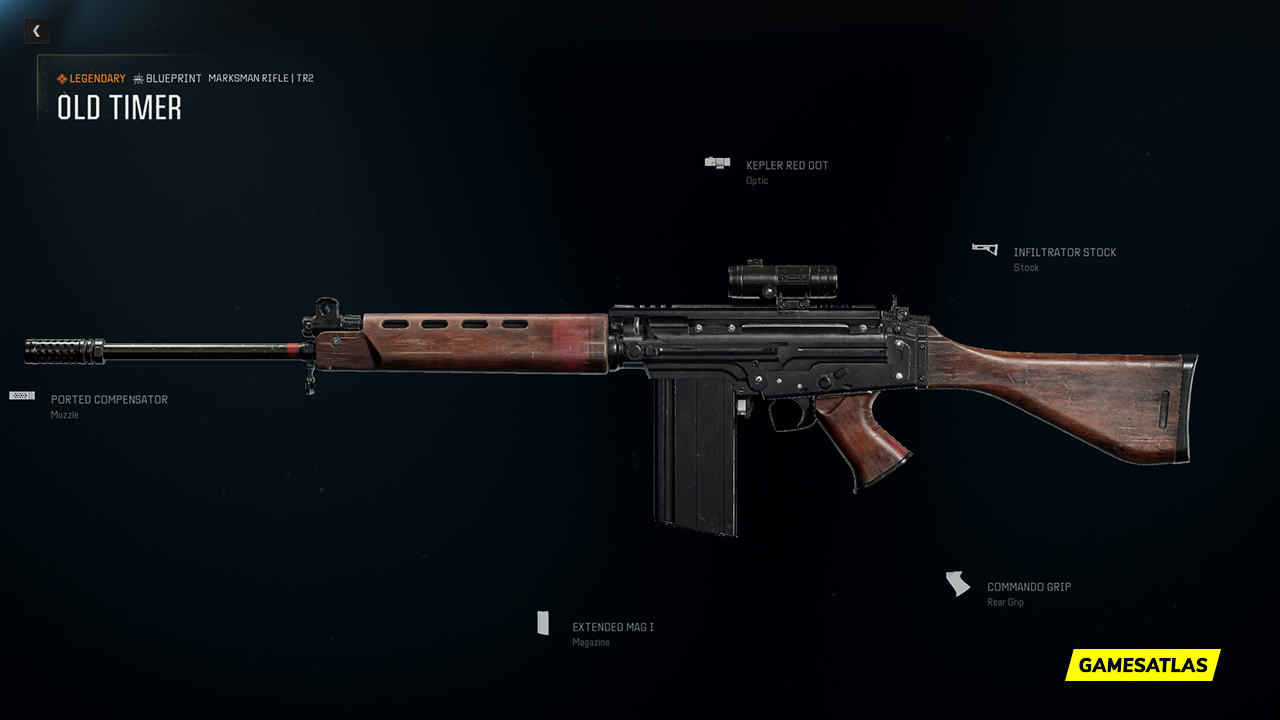 LEGENDARY BLUEPRINT MARKSMAN RIFLE | TR2
OLD TIMER
KEPLER RED DOT
Optic
INFILTRATOR STOCK
Stock
PORTED COMPENSATOR
Muzzle
COMMANDO GRIP
Rear Grip
EXTENDED MAG I
Magazine
GAMESATLAS